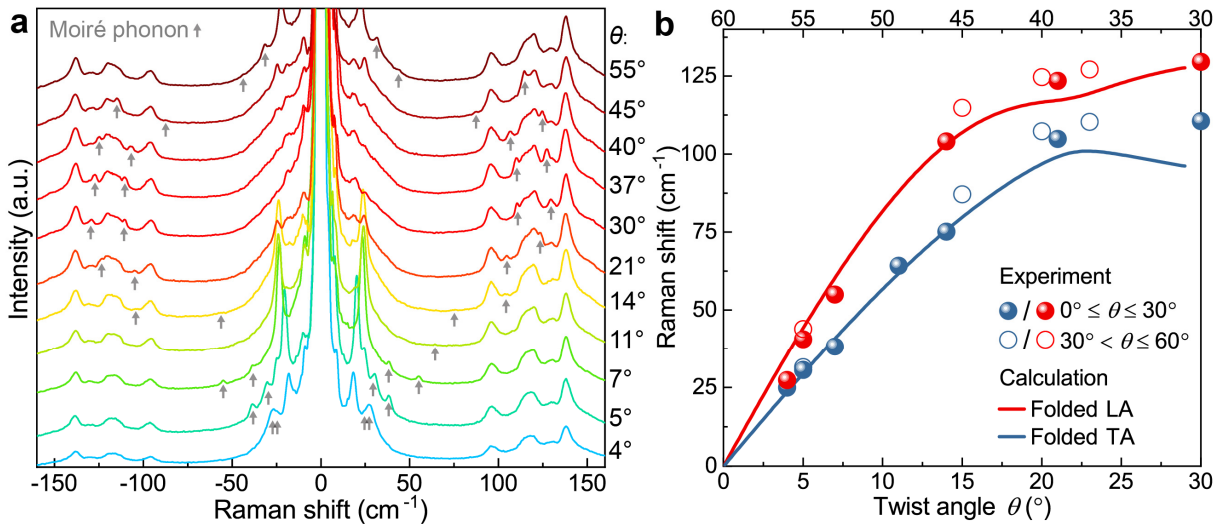 a
Moiré phonon
θ:
55°
45°
40°
37°
30°
21°
14°
11°
7°
5°
4°
Intensity (a.u.)
-150 -100 -50 0 50 100 150
Raman shift (cm⁻¹)
b
60 55 50 45 40 35 30
125
100
75
50
25
0
Raman shift (cm⁻¹)
Experiment
/ 0° ≤ θ ≤ 30°
/ 30° < θ ≤ 60°
Calculation
Folded LA
Folded TA
0 5 10 15 20 25 30
Twist angle θ (°)